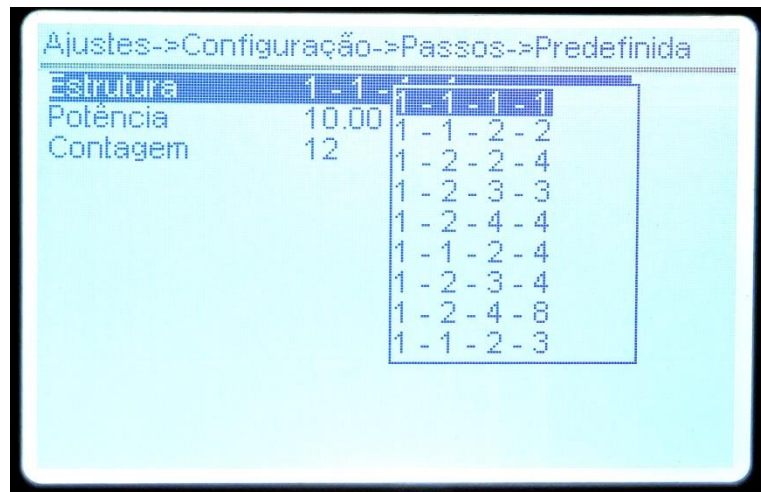 Ajustes->Configuração->Passos->Predefinida
Estrutura 1 - 1 -
Potência 10.00
Contagem 12
1 - 1 - 1 - 1
1 - 1 - 2 - 2
1 - 2 - 2 - 4
1 - 2 - 3 - 3
1 - 2 - 4 - 4
1 - 1 - 2 - 4
1 - 2 - 3 - 4
1 - 2 - 4 - 8
1 - 1 - 2 - 3